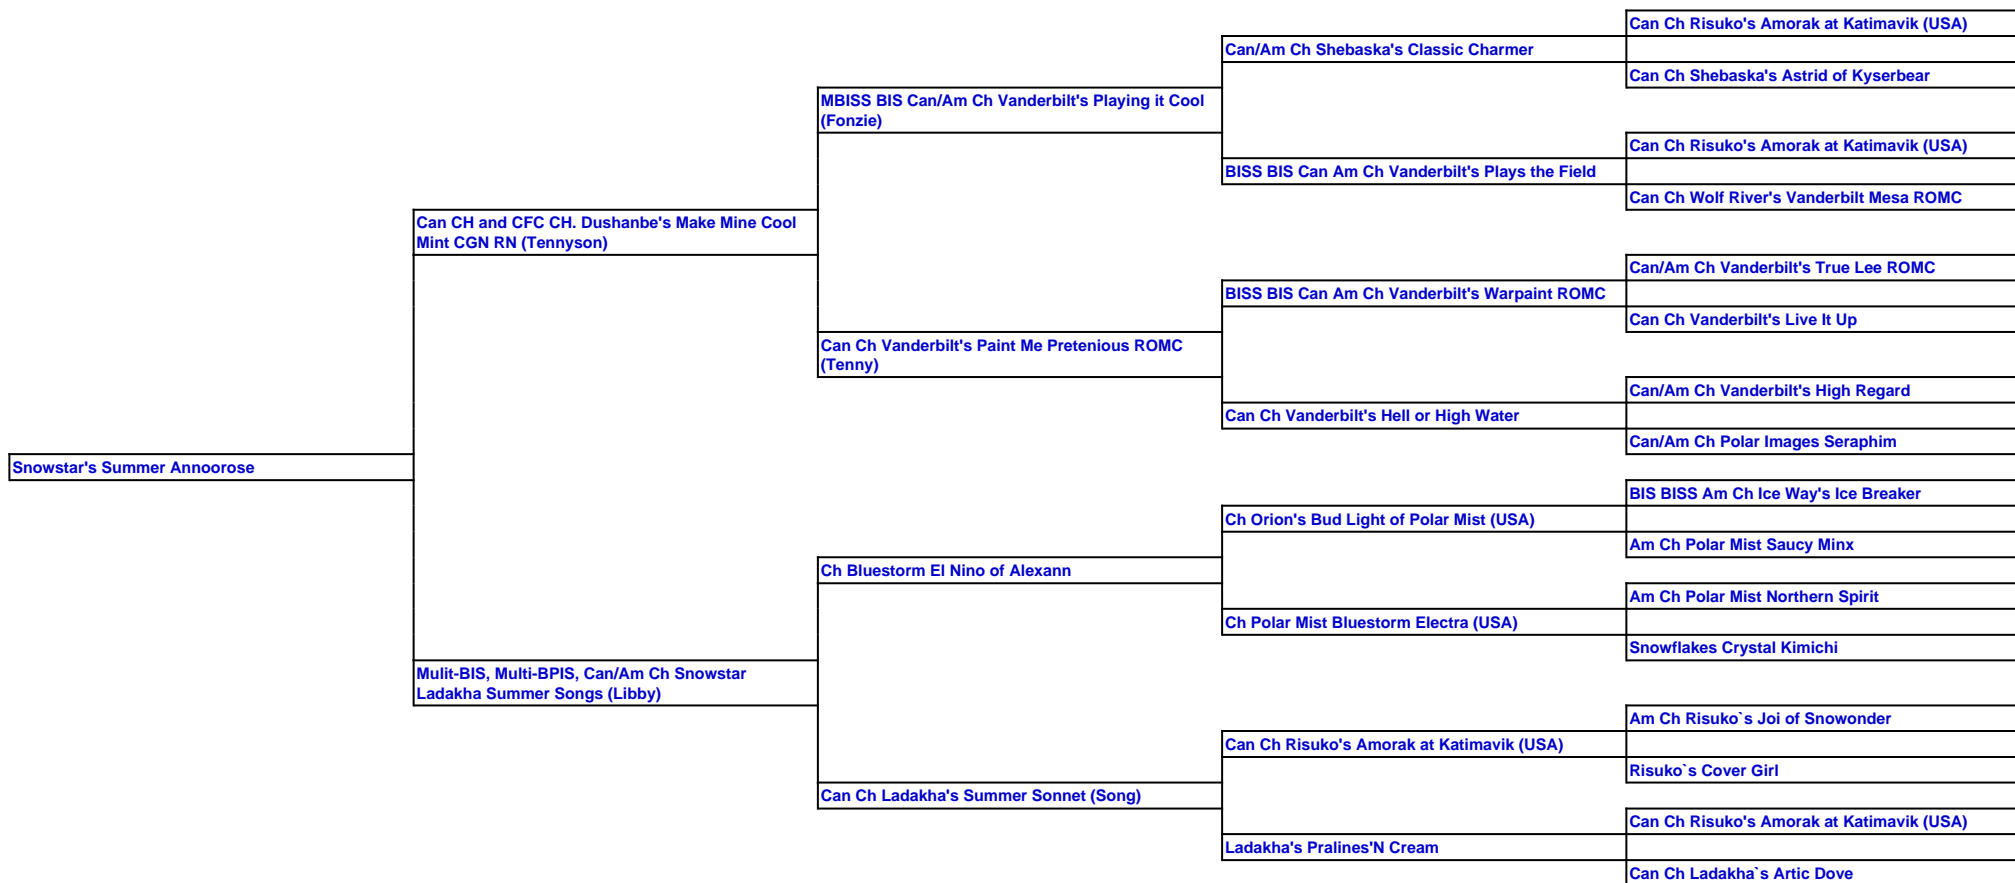 Can Ch Risuko's Amorak at Katimavik (USA)
Can/Am Ch Shebaska's Classic Charmer
Can Ch Shebaska's Astrid of Kyserbear
MBISS BIS Can/Am Ch Vanderbilt's Playing it Cool
(Fonzie)
Can Ch Risuko's Amorak at Katimavik (USA)
BISS BIS Can Am Ch Vanderbilt's Plays the Field
Can Ch Wolf River's Vanderbilt Mesa ROMC
Can CH and CFC CH. Dushanbe's Make Mine Cool
Mint CGN RN (Tennyson)
Can/Am Ch Vanderbilt's True Lee ROMC
BISS BIS Can Am Ch Vanderbilt's Warpaint ROMC
Can Ch Vanderbilt's Live It Up
Can Ch Vanderbilt's Paint Me Pretenious ROMC
(Tenny)
Can/Am Ch Vanderbilt's High Regard
Can Ch Vanderbilt's Hell or High Water
Can/Am Ch Polar Images Seraphim
Snowstar's Summer Annoorose
BIS BISS Am Ch Ice Way's Ice Breaker
Ch Orion's Bud Light of Polar Mist (USA)
Am Ch Polar Mist Saucy Minx
Ch Bluestorm El Nino of Alexann
Am Ch Polar Mist Northern Spirit
Ch Polar Mist Bluestorm Electra (USA)
Snowflakes Crystal Kimichi
Mulit-BIS, Multi-BPIS, Can/Am Ch Snowstar
Ladakha Summer Songs (Libby)
Am Ch Risuko`s Joi of Snowonder
Can Ch Risuko's Amorak at Katimavik (USA)
Risuko`s Cover Girl
Can Ch Ladakha's Summer Sonnet (Song)
Can Ch Risuko's Amorak at Katimavik (USA)
Ladakha's Pralines'N Cream
Can Ch Ladakha`s Artic Dove